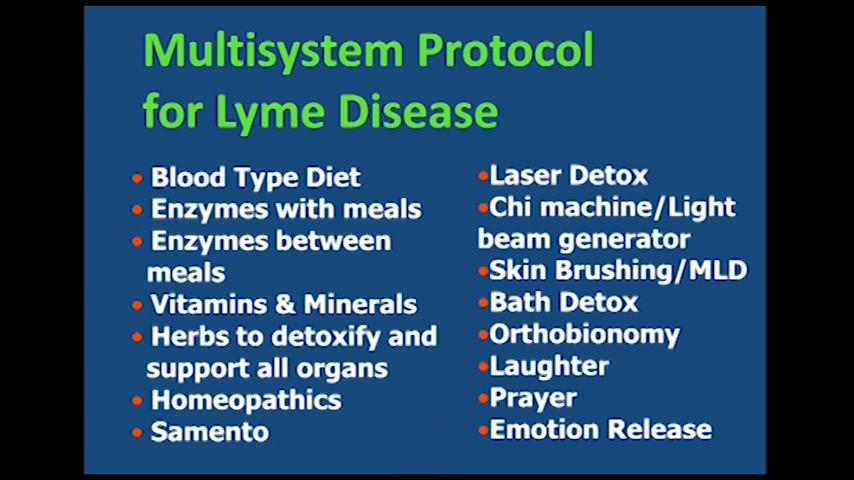 Multisystem Protocol
for Lyme Disease
• Blood Type Diet
• Enzymes with meals
• Enzymes between
meals
• Vitamins & Minerals
• Herbs to detoxify and
support all organs
• Homeopathics
• Samento
•Laser Detox
•Chi machine/Light
beam generator
•Skin Brushing/MLD
•Bath Detox
•Orthobionomy
•Laughter
•Prayer
•Emotion Release